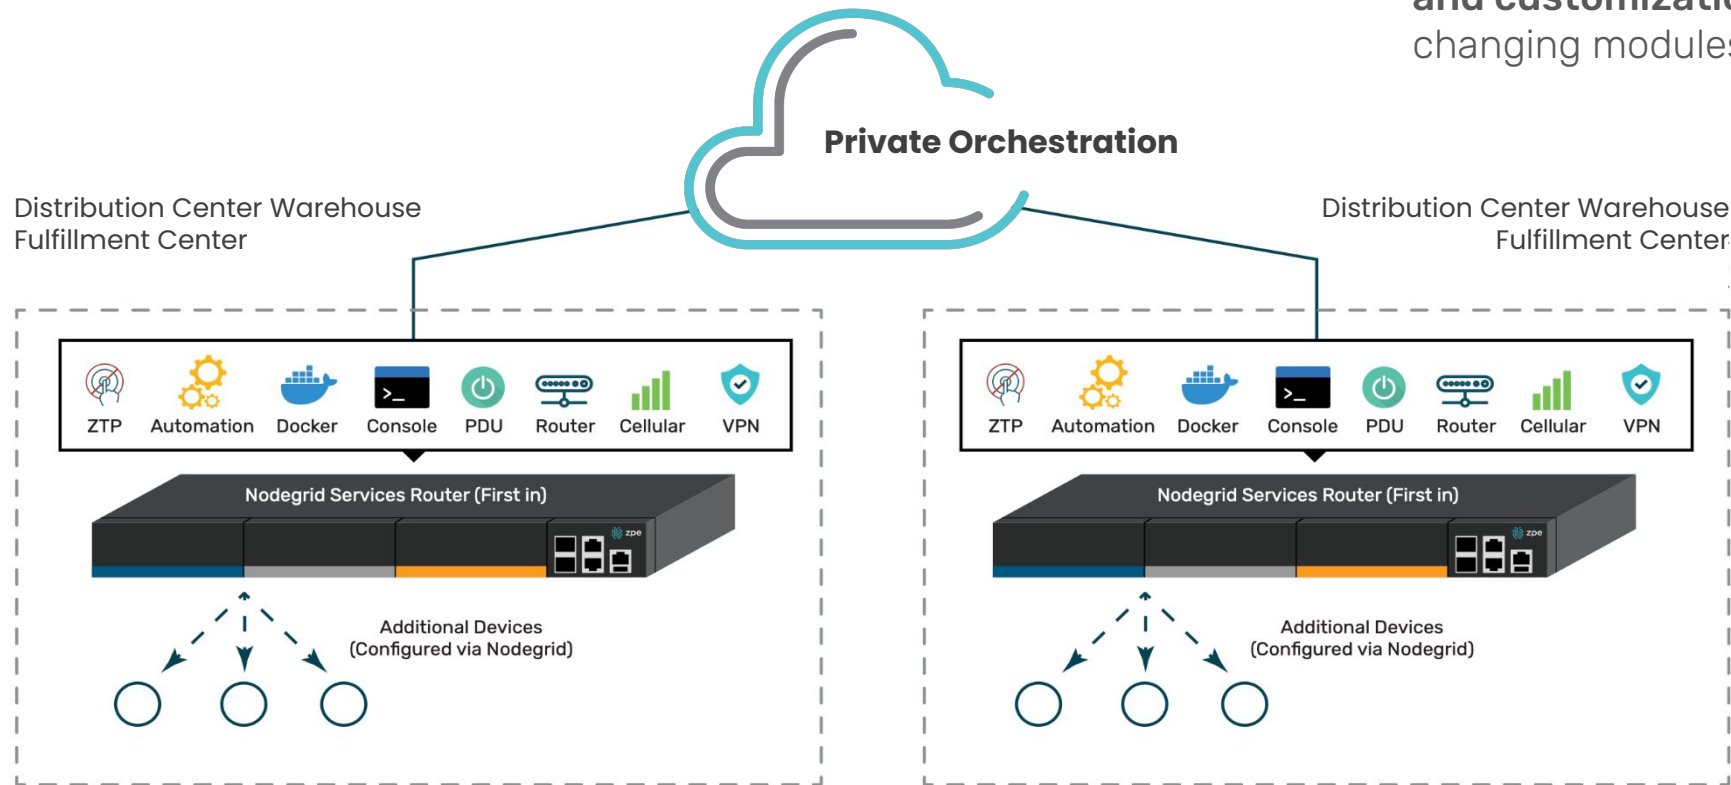 changing modules
Private Orchestration
Distribution Center Warehouse
Fulfillment Center
Distribution Center Warehouse
Fulfillment Center
ZTP Automation Docker Console PDU Router Cellular VPN
ZTP Automation Docker Console PDU Router Cellular VPN
>_
>_
Nodegrid Services Router (First in)
zpe
Additional Devices
(Configured via Nodegrid)
Nodegrid Services Router (First in)
zpe
Additional Devices
(Configured via Nodegrid)